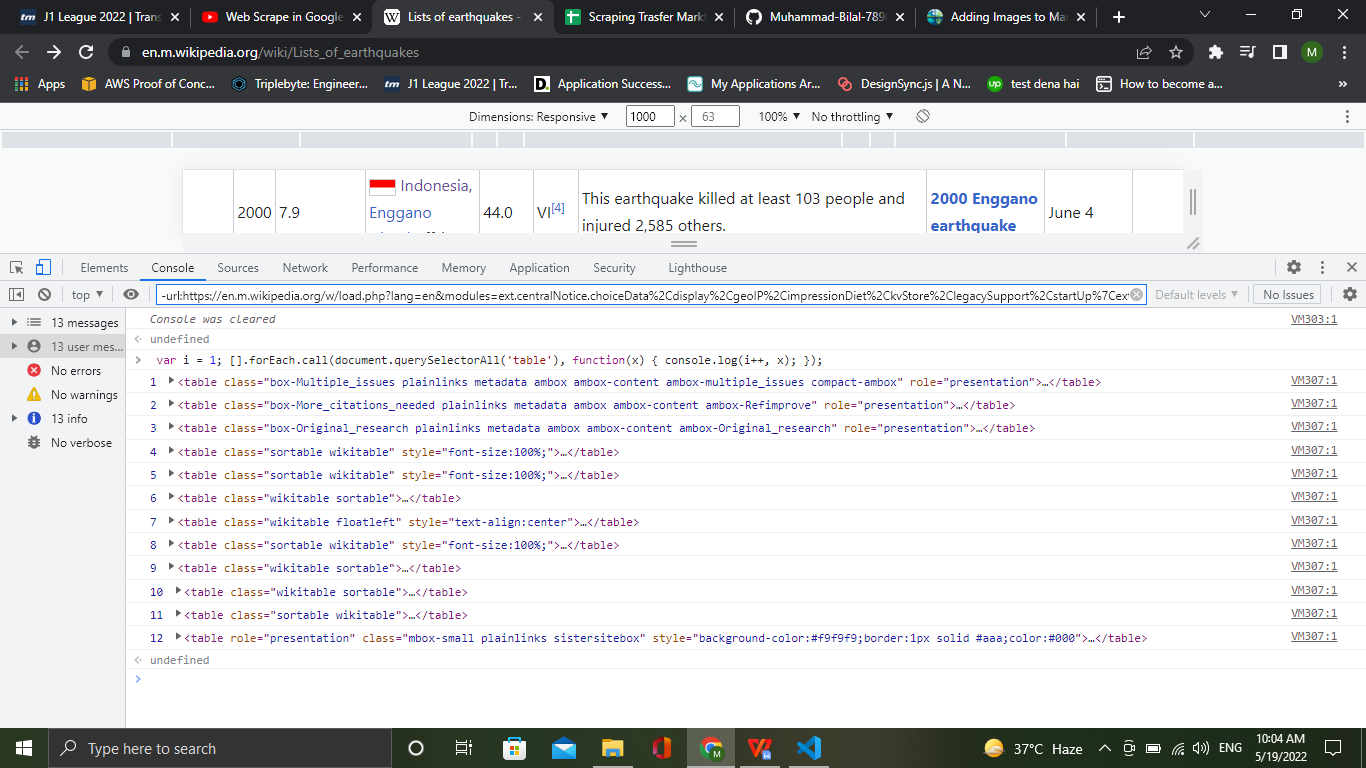 J1 League 2022 | Trans
Web Scrape in Google
Lists of earthquakes -
Scraping Trasfer Mark
Muhammad-Bilal-789
Adding Images to Ma
en.m.wikipedia.org/wiki/Lists_of_earthquakes
M
Apps
AWS Proof of Conc...
Triplebyte: Engineer...
J1 League 2022 | Tr...
Application Success...
My Applications Ar...
DesignSync.js | A N...
test dena hai
How to become a...
»
Dimensions: Responsive ▼ 1000 × 63 100% ▼ No throttling ▼
2000 7.9 Indonesia, Enggano 44.0 VI[4] This earthquake killed at least 103 people and injured 2,585 others. 2000 Enggano earthquake June 4
Elements Console Sources Network Performance Memory Application Security Lighthouse
top ▼ -url:https://en.m.wikipedia.org/w/load.php?lang=en&modules=ext.centralNotice.choiceData%2Cdisplay%2CgeoIP%2CimpressionDiet%2CkvStore%2ClegacySupport%2CstartUp%7Cex Default levels ▼ No Issues
13 messages
13 user mes...
No errors
No warnings
13 info
No verbose
Console was cleared VM303:1
undefined
var i = 1; [].forEach.call(document.querySelectorAll('table'), function(x) { console.log(i++, x); });
1 <table class="box-Multiple_issues plainlinks metadata ambox ambox-content ambox-multiple_issues compact-ambox" role="presentation">…</table> VM307:1
2 <table class="box-More_citations_needed plainlinks metadata ambox ambox-content ambox-Refimprove" role="presentation">…</table> VM307:1
3 <table class="box-Original_research plainlinks metadata ambox ambox-content ambox-Original_research" role="presentation">…</table> VM307:1
4 <table class="sortable wikitable" style="font-size:100%;">…</table> VM307:1
5 <table class="sortable wikitable" style="font-size:100%;">…</table> VM307:1
6 <table class="wikitable sortable">…</table> VM307:1
7 <table class="wikitable floatleft" style="text-align:center">…</table> VM307:1
8 <table class="sortable wikitable" style="font-size:100%;">…</table> VM307:1
9 <table class="wikitable sortable">…</table> VM307:1
10 <table class="wikitable sortable">…</table> VM307:1
11 <table class="sortable wikitable">…</table> VM307:1
12 <table role="presentation" class="mbox-small plainlinks sistersitebox" style="background-color:#f9f9f9;border:1px solid #aaa;color:#000">…</table> VM307:1
undefined
Type here to search
37°C Haze
ENG
10:04 AM
5/19/2022